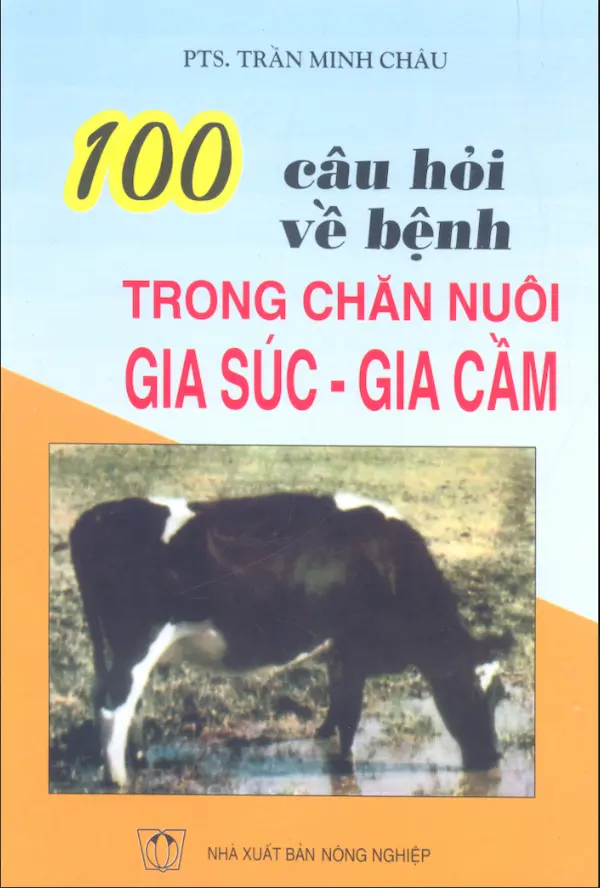 PTS. TRẦN MINH CHÂU
100 câu hỏi
về bệnh
TRONG CHĂN NUÔI
GIA SÚC - GIA CẦM
NHÀ XUẤT BẢN NÔNG NGHIỆP